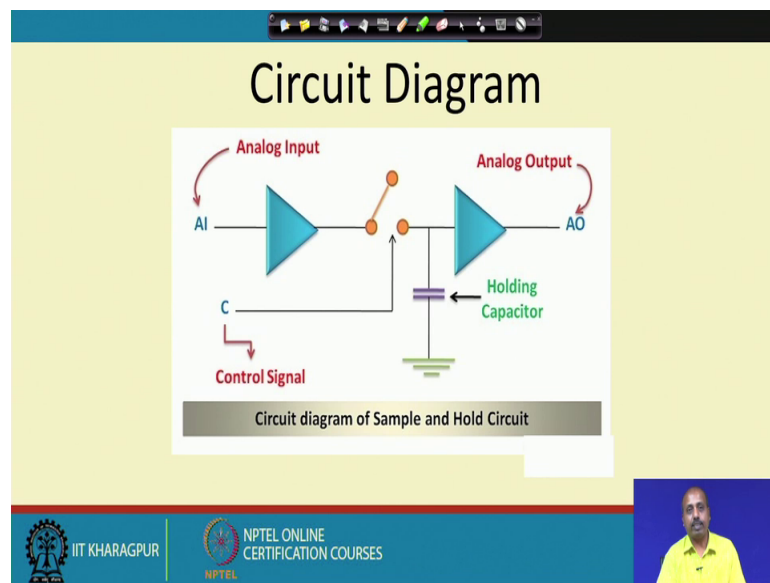 Circuit Diagram
Analog Input
Analog Output
AI
AO
Holding
Capacitor
C
Control Signal
Circuit diagram of Sample and Hold Circuit
IIT KHARAGPUR
NPTEL ONLINE
CERTIFICATION COURSES
NPTEL